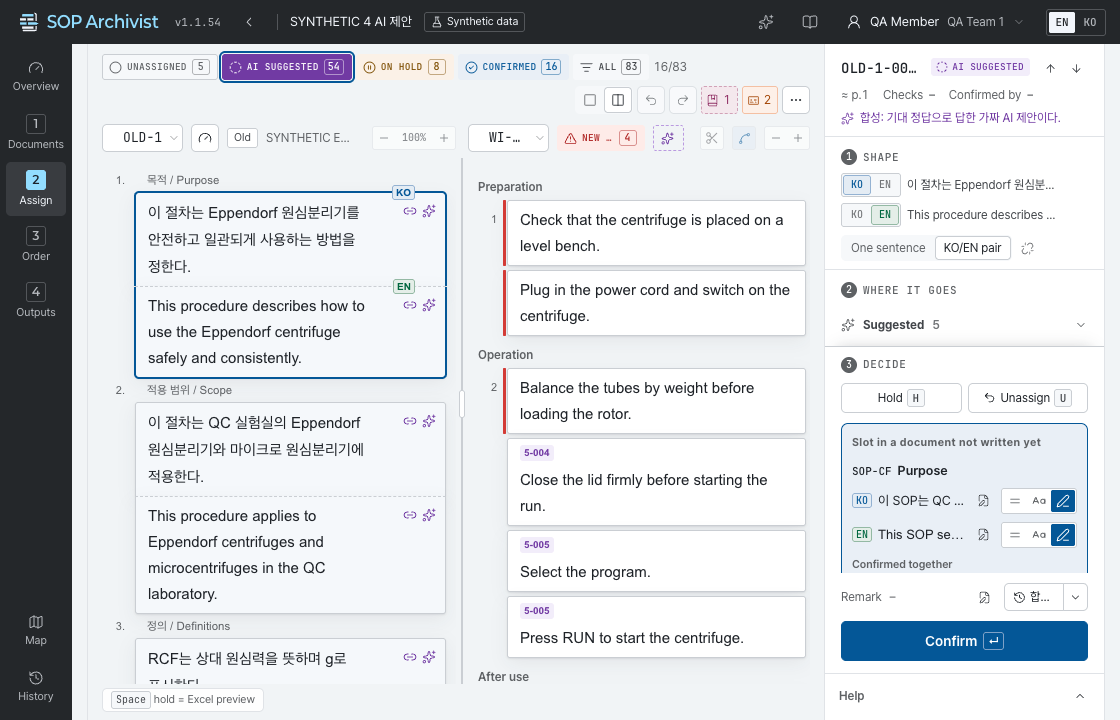 SOP Archivist v1.1.54 SYNTHETIC 4 AI 제안 Synthetic data QA Member QA Team 1 EN KO
Overview
1
Documents
2
Assign
3
Order
4
Outputs
Map
History
UNASSIGNED 5 AI SUGGESTED 54 ON HOLD 8 CONFIRMED 16 ALL 83 16/83
1 2
OLD-1 Old SYNTHETIC E... 100% WI-... NEW … 4
1. 목적 / Purpose
KO
이 절차는 Eppendorf 원심분리기를
안전하고 일관되게 사용하는 방법을
정한다.
EN
This procedure describes how to
use the Eppendorf centrifuge
safely and consistently.
2. 적용 범위 / Scope
이 절차는 QC 실험실의 Eppendorf
원심분리기와 마이크로 원심분리기에
적용한다.
This procedure applies to
Eppendorf centrifuges and
microcentrifuges in the QC
laboratory.
3. 정의 / Definitions
RCF는 상대 원심력을 뜻하며 g로
Space hold = Excel preview
Preparation
1 Check that the centrifuge is placed on a
level bench.
Plug in the power cord and switch on the
centrifuge.
Operation
2 Balance the tubes by weight before
loading the rotor.
5-004
Close the lid firmly before starting the
run.
5-005
Select the program.
5-005
Press RUN to start the centrifuge.
After use
OLD-1-00… AI SUGGESTED
≈ p.1 Checks – Confirmed by –
합성: 기대 정답으로 답한 가짜 AI 제안이다.
1 SHAPE
KO EN 이 절차는 Eppendorf 원심분...
KO EN This procedure describes ...
One sentence KO/EN pair
2 WHERE IT GOES
Suggested 5
3 DECIDE
Hold H Unassign U
Slot in a document not written yet
SOP-CF Purpose
KO 이 SOP는 QC ... = Aa
EN This SOP se... = Aa
Confirmed together
Remark – 합...
Confirm
Help